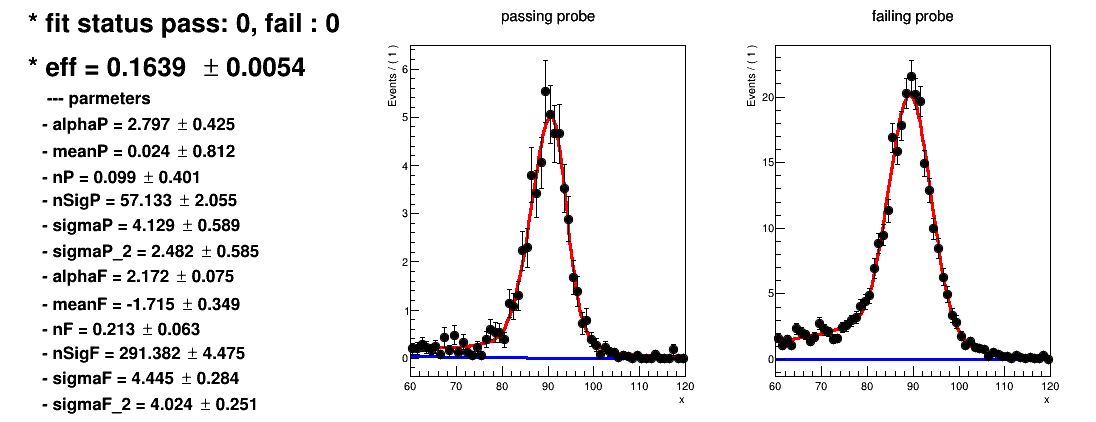 * fit status pass: 0, fail : 0
* eff = 0.1639 ± 0.0054
--- parmeters
- alphaP = 2.797 ± 0.425
- meanP = 0.024 ± 0.812
- nP = 0.099 ± 0.401
- nSigP = 57.133 ± 2.055
- sigmaP = 4.129 ± 0.589
- sigmaP_2 = 2.482 ± 0.585
- alphaF = 2.172 ± 0.075
- meanF = -1.715 ± 0.349
- nF = 0.213 ± 0.063
- nSigF = 291.382 ± 4.475
- sigmaF = 4.445 ± 0.284
- sigmaF_2 = 4.024 ± 0.251
passing probe
Events / ( 1 )
6
5
4
3
2
1
0
60 70 80 90 100 110 120
x
failing probe
Events / ( 1 )
20
15
10
5
0
60 70 80 90 100 110 120
x